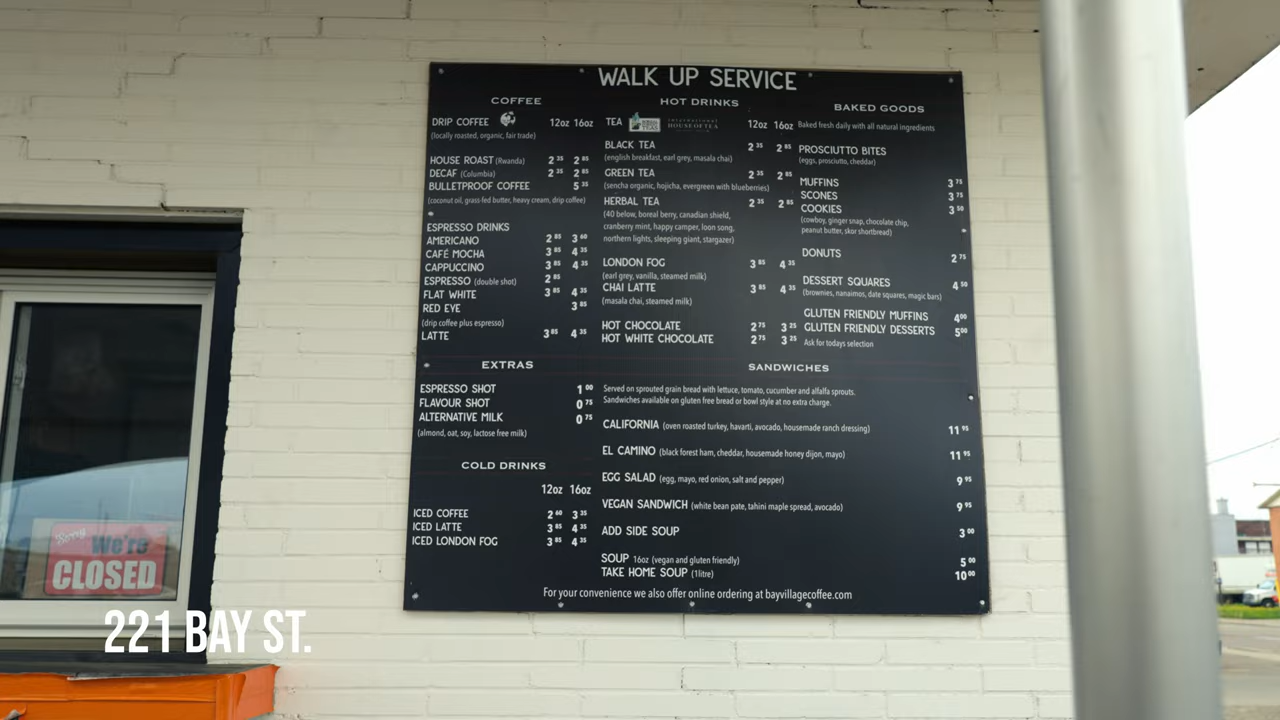 WALK UP SERVICE
COFFEE
DRIP COFFEE 12oz 16oz
(locally roasted, organic, fair trade)
HOUSE ROAST (Rwanda) 2 35 2 85
DECAF (Columbia) 2 35 2 85
BULLETPROOF COFFEE 5 35
(coconut oil, grass-fed butter, heavy cream, drip coffee)
ESPRESSO DRINKS
AMERICANO 2 85 3 60
CAFÉ MOCHA 3 85 4 35
CAPPUCCINO 3 85 4 35
ESPRESSO (double shot) 2 85
FLAT WHITE 3 85 4 35
RED EYE 3 85
(drip coffee plus espresso)
LATTE 3 85 4 35
EXTRAS
ESPRESSO SHOT 1 00
FLAVOUR SHOT 0 75
ALTERNATIVE MILK 0 75
(almond, oat, soy, lactose free milk)
COLD DRINKS
12oz 16oz
ICED COFFEE 2 60 3 35
ICED LATTE 3 85 4 35
ICED LONDON FOG 3 85 4 35
HOT DRINKS
TEA International HOUSE OF TEA 12oz 16oz
BLACK TEA 2 35 2 85
(english breakfast, earl grey, masala chai)
GREEN TEA 2 35 2 85
(sencha organic, hojicha, evergreen with blueberries)
HERBAL TEA 2 35 2 85
(40 below, boreal berry, canadian shield,
cranberry mint, happy camper, loon song,
northern lights, sleeping giant, stargazer)
LONDON FOG 3 85 4 35
(earl grey, vanilla, steamed milk)
CHAI LATTE 3 85 4 35
(masala chai, steamed milk)
HOT CHOCOLATE 2 75 3 25
HOT WHITE CHOCOLATE 2 75 3 25
BAKED GOODS
Baked fresh daily with all natural ingredients
PROSCIUTTO BITES
(eggs, prosciutto, cheddar)
MUFFINS 3 75
SCONES 3 75
COOKIES 3 50
(cowboy, ginger snap, chocolate chip,
peanut butter, skor shortbread)
DONUTS 2 75
DESSERT SQUARES 4 50
(brownies, nanaimos, date squares, magic bars)
GLUTEN FRIENDLY MUFFINS 4 00
GLUTEN FRIENDLY DESSERTS 5 00
Ask for todays selection
SANDWICHES
Served on sprouted grain bread with lettuce, tomato, cucumber and alfalfa sprouts.
Sandwiches available on gluten free bread or bowl style at no extra charge.
CALIFORNIA (oven roasted turkey, havarti, avocado, housemade ranch dressing) 11 95
EL CAMINO (black forest ham, cheddar, housemade honey dijon, mayo) 11 95
EGG SALAD (egg, mayo, red onion, salt and pepper) 9 95
VEGAN SANDWICH (white bean pate, tahini maple spread, avocado) 9 95
ADD SIDE SOUP 3 00
SOUP 16oz (vegan and gluten friendly) 5 00
TAKE HOME SOUP (1litre) 10 00
For your convenience we also offer online ordering at bayvillagecoffee.com
Sorry
We're
CLOSED
221 BAY ST.